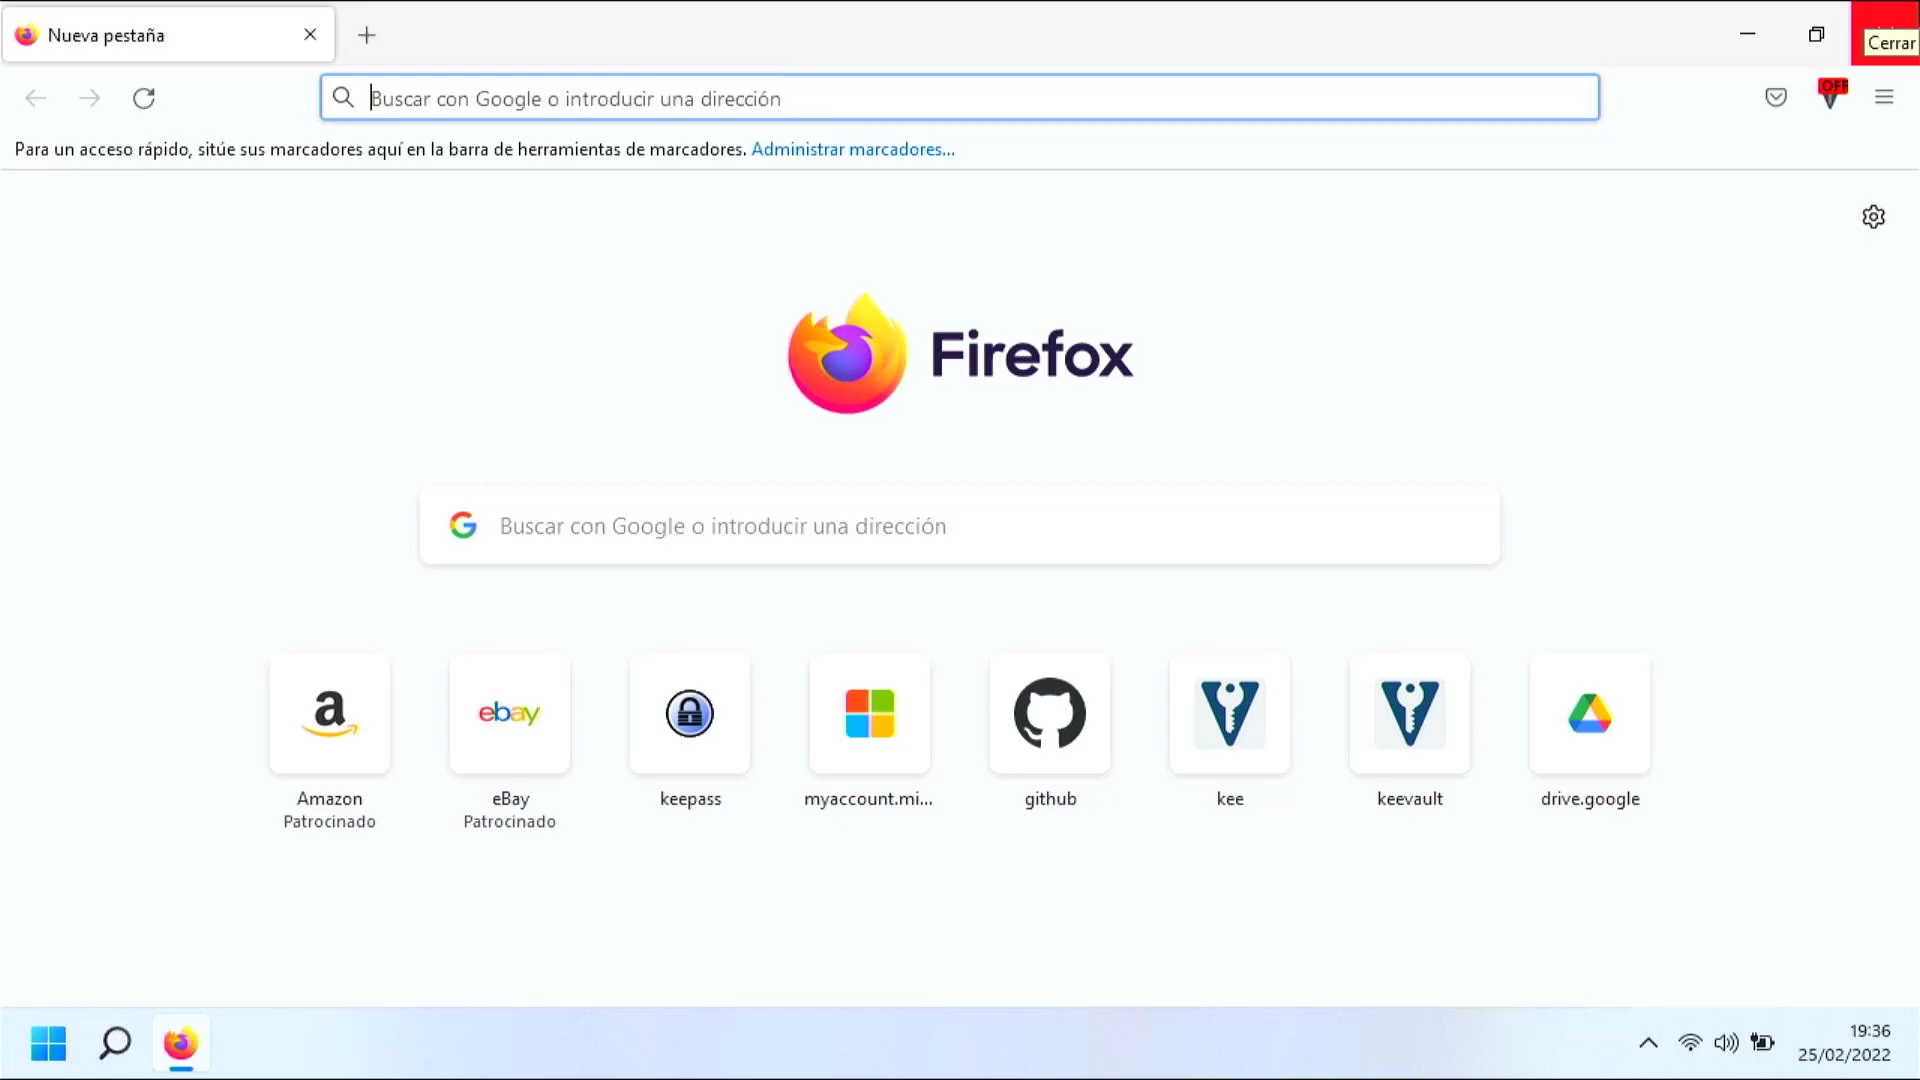 Nueva pestaña
Cerrar
Buscar con Google o introducir una dirección
OFF
Para un acceso rápido, sitúe sus marcadores aquí en la barra de herramientas de marcadores. Administrar marcadores...
Firefox
Buscar con Google o introducir una dirección
a
ebay
Amazon
Patrocinado
eBay
Patrocinado
keepass
myaccount.mi...
github
kee
keevault
drive.google
19:36
25/02/2022